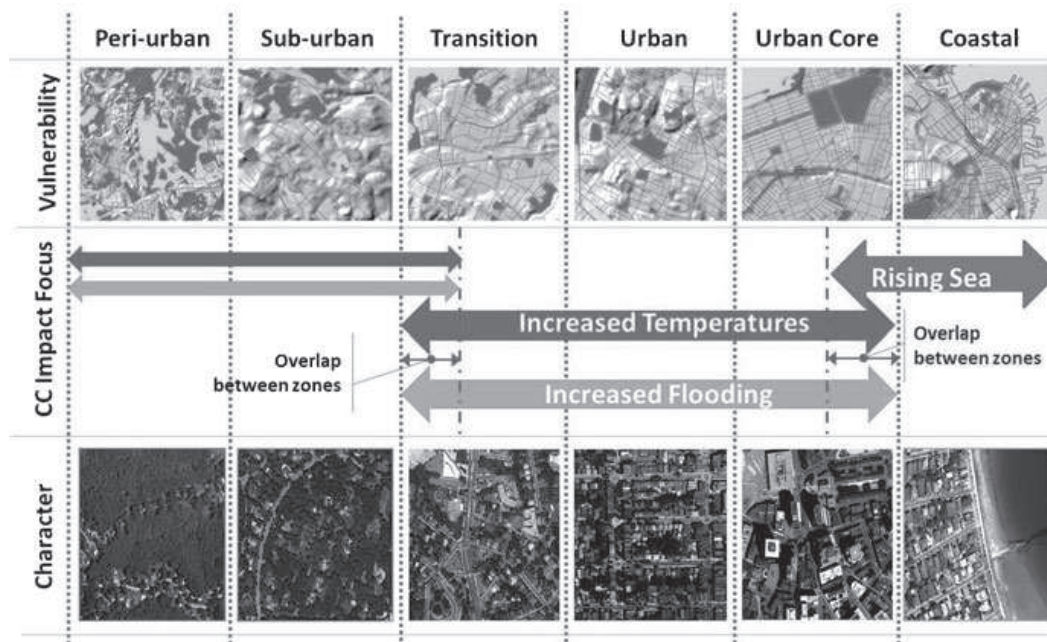 Peri-urban
Sub-urban
Transition
Urban
Urban Core
Coastal
Vulnerability
CC Impact Focus
Rising Sea
Increased Temperatures
Overlap
between zones
Overlap
between zones
Increased Flooding
Character